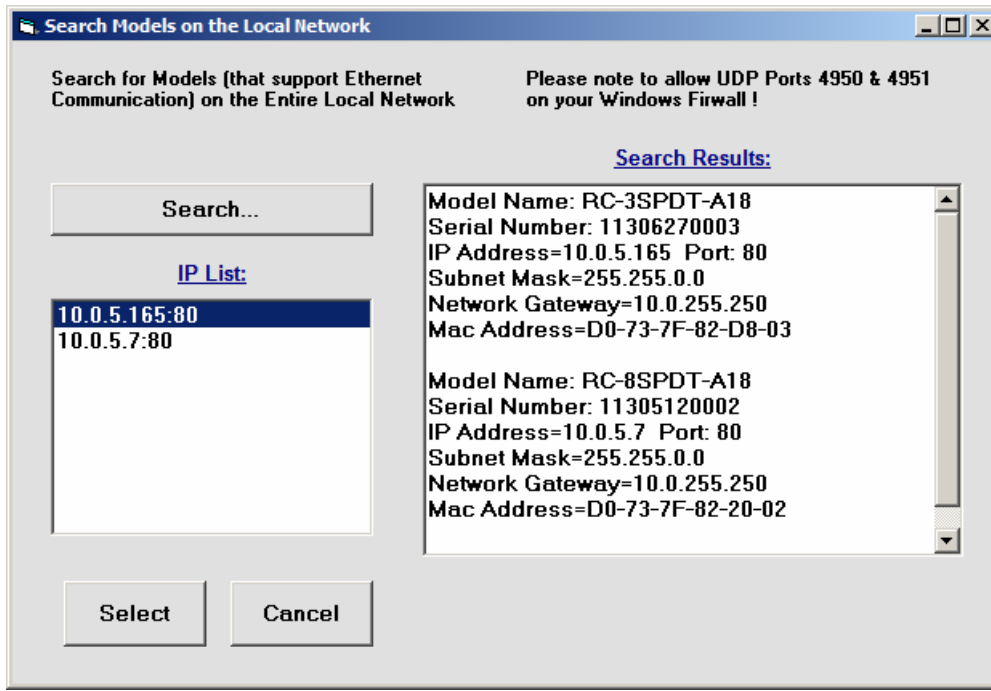 Search Models on the Local Network
Search for Models (that support Ethernet
Communication) on the Entire Local Network
Please note to allow UDP Ports 4950 & 4951
on your Windows Firwall !
Search...
IP List:
10.0.5.165:80
10.0.5.7:80
Search Results:
Model Name: RC-3SPDT-A18
Serial Number: 11306270003
IP Address=10.0.5.165  Port: 80
Subnet Mask=255.255.0.0
Network Gateway=10.0.255.250
Mac Address=D0-73-7F-82-D8-03
Model Name: RC-8SPDT-A18
Serial Number: 11305120002
IP Address=10.0.5.7  Port: 80
Subnet Mask=255.255.0.0
Network Gateway=10.0.255.250
Mac Address=D0-73-7F-82-20-02
Select
Cancel